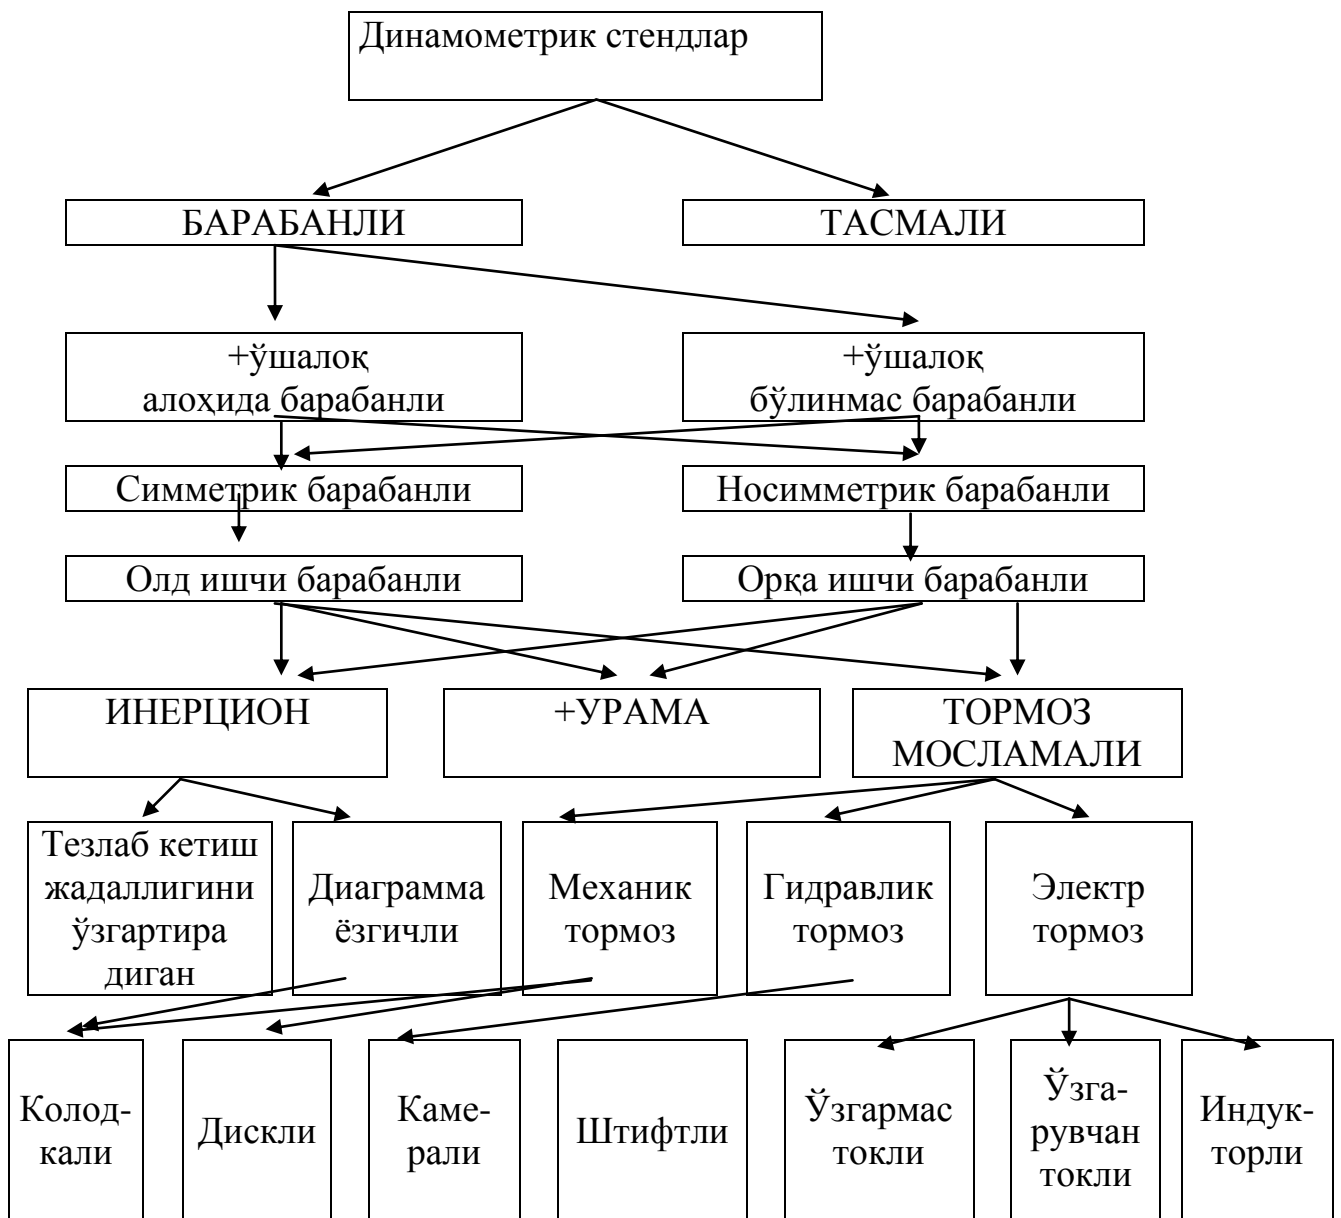 Динамометрик стендлар
БАРАБАНЛИ
ТАСМАЛИ
+ўшалоқ
алоҳида барабанли
+ўшалоқ
бўлинмас барабанли
Симметрик барабанли
Носимметрик барабанли
Олд ишчи барабанли
Орқа ишчи барабанли
ИНЕРЦИОН
+УРАМА
ТОРМОЗ
МОСЛАМАЛИ
Тезлаб кетиш
жадаллигини
ўзгартира
диган
Диаграмма
ёзгичли
Механик
тормоз
Гидравлик
тормоз
Электр
тормоз
Колод-
кали
Дискли
Каме-
рали
Штифтли
Ўзгармас
токли
Ўзга-
рувчан
токли
Индук-
торли